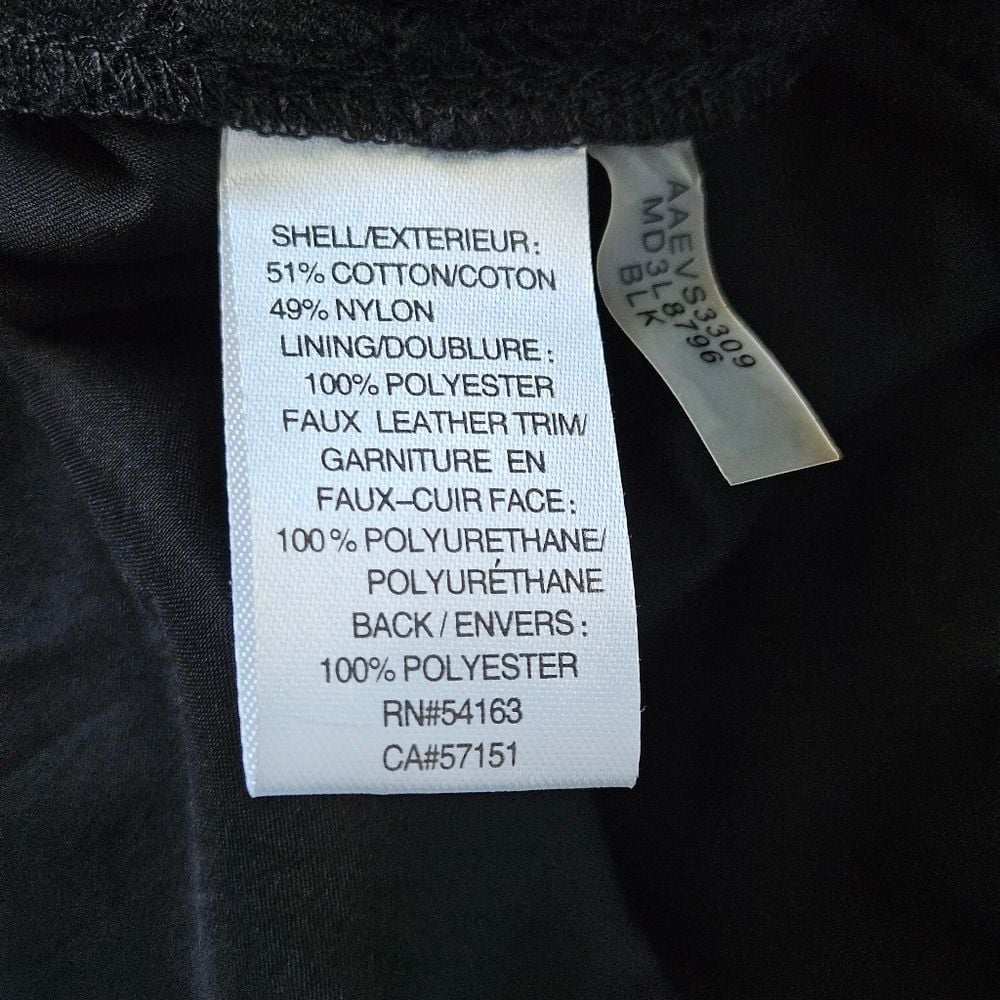 SHELL/EXTERIEUR:
51% COTTON/COTON
49% NYLON
LINING/DOUBLURE:
100% POLYESTER
FAUX LEATHER TRIM/
GARNITURE EN
FAUX-CUIR FACE:
100% POLYURETHANE/
POLYURÉTHANE
BACK/ENVERS:
100% POLYESTER
RN#54163
CA#57151
AAEVS3309
MD3L8796
BLK